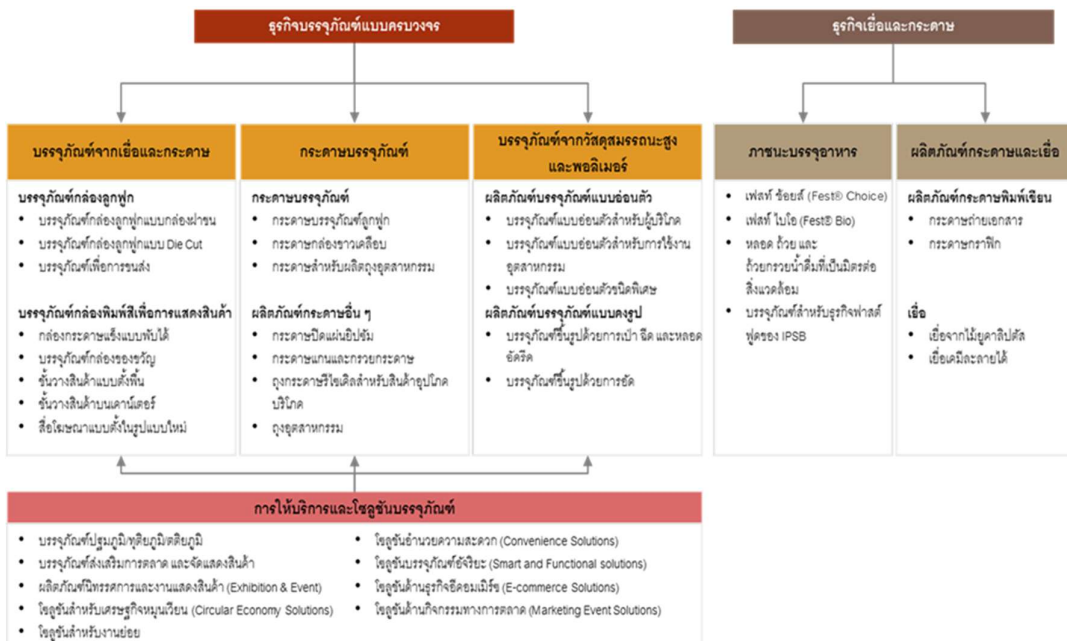 ธุรกิจบรรจุภัณฑ์แบบครบวงจร
ธุรกิจเยื่อและกระดาษ
บรรจุภัณฑ์จากเยื่อและกระดาษ
บรรจุภัณฑ์กล่องลูกฟูก
• บรรจุภัณฑ์กล่องลูกฟูกแบบกล่องฝาชน
• บรรจุภัณฑ์กล่องลูกฟูกแบบ Die Cut
• บรรจุภัณฑ์เพื่อการขนส่ง
บรรจุภัณฑ์กล่องพิมพ์สีเพื่อการแสดงสินค้า
• กล่องกระดาษแข็งแบบพับได้
• บรรจุภัณฑ์กล่องของขวัญ
• ชั้นวางสินค้าแบบตั้งพื้น
• ชั้นวางสินค้าบนเคาน์เตอร์
• สื่อโฆษณาแบบตั้งในรูปแบบใหม่
กระดาษบรรจุภัณฑ์
กระดาษบรรจุภัณฑ์
• กระดาษบรรจุภัณฑ์ลูกฟูก
• กระดาษกล่องขาวเคลือบ
• กระดาษสำหรับผลิตถุงอุตสาหกรรม
ผลิตภัณฑ์กระดาษอื่น ๆ
• กระดาษปิดแผ่นยิปซัม
• กระดาษแกนและกรวยกระดาษ
• ถุงกระดาษรีไซเคิลสำหรับสินค้าอุปโภค
บริโภค
• ถุงอุตสาหกรรม
บรรจุภัณฑ์จากวัสดุสมรรถนะสูง
และพอลิเมอร์
ผลิตภัณฑ์บรรจุภัณฑ์แบบอ่อนตัว
• บรรจุภัณฑ์แบบอ่อนตัวสำหรับผู้บริโภค
• บรรจุภัณฑ์แบบอ่อนตัวสำหรับการใช้งาน
อุตสาหกรรม
• บรรจุภัณฑ์แบบอ่อนตัวชนิดพิเศษ
ผลิตภัณฑ์บรรจุภัณฑ์แบบคงรูป
• บรรจุภัณฑ์ขึ้นรูปด้วยการเป่า ฉีด และหลอด
อัดรีด
• บรรจุภัณฑ์ขึ้นรูปด้วยการอัด
ภาชนะบรรจุอาหาร
• เฟสท์ ช้อยส์ (Fest® Choice)
• เฟสท์ ไบโอ (Fest® Bio)
• หลอด ถ้วย และ
ถ้วยกรวยน้ำดื่มที่เป็นมิตรต่อ
สิ่งแวดล้อม
• บรรจุภัณฑ์สำหรับธุรกิจฟาสต์
ฟูดของ IPSB
ผลิตภัณฑ์กระดาษและเยื่อ
ผลิตภัณฑ์กระดาษพิมพ์เขียน
• กระดาษถ่ายเอกสาร
• กระดาษกราฟิก
เยื่อ
• เยื่อจากไม้ยูคาลิปตัส
• เยื่อเคมีละลายได้
การให้บริการและโซลูชันบรรจุภัณฑ์
• บรรจุภัณฑ์ปฐมภูมิ/ทุติยภูมิ/ตติยภูมิ
• บรรจุภัณฑ์ส่งเสริมการตลาด และจัดแสดงสินค้า
• ผลิตภัณฑ์นิทรรศการและงานแสดงสินค้า (Exhibition & Event)
• โซลูชันสำหรับเศรษฐกิจหมุนเวียน (Circular Economy Solutions)
• โซลูชันสำหรับงานย่อย
• โซลูชันอำนวยความสะดวก (Convenience Solutions)
• โซลูชันบรรจุภัณฑ์อัจริยะ (Smart and Functional solutions)
• โซลูชันด้านธุรกิจอีคอมเมิร์ซ (E-commerce Solutions)
• โซลูชันด้านกิจกรรมทางการตลาด (Marketing Event Solutions)